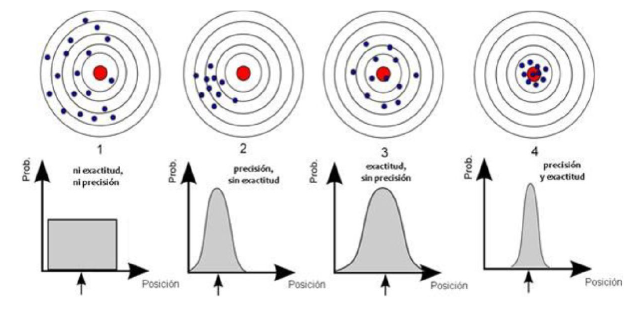 1
2
3
4
Prob.
ni exactitud,
ni precisión
Posición
Prob.
precisión,
sin exactitud
Posición
Prob.
exactitud,
sin precisión
Posición
Prob.
precisión
y exactitud
Posición